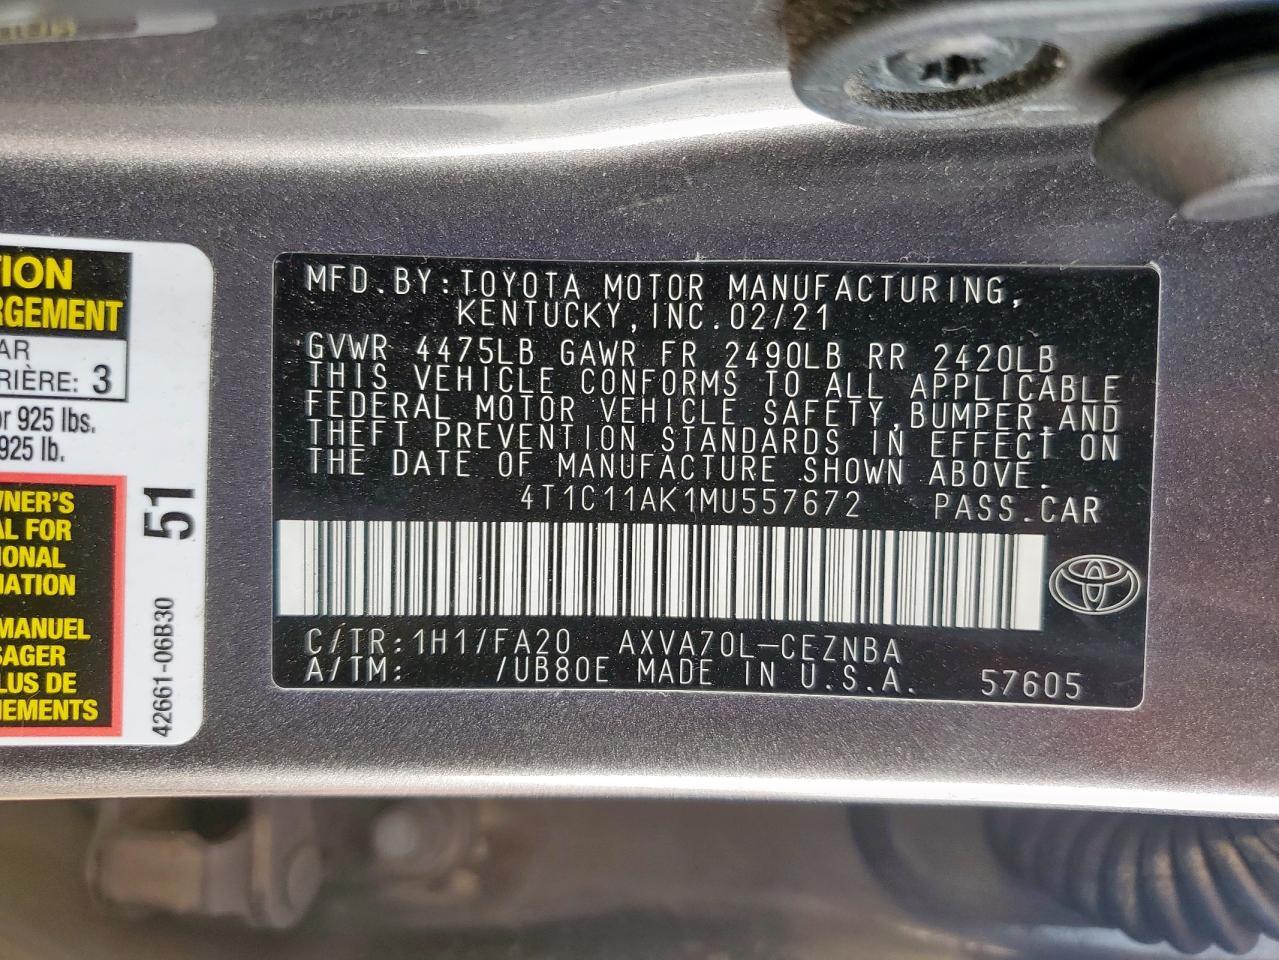 TION
RGEMENT
AR
RIÈRE: 3
or 925 lbs.
925 lb.
WNER'S
AL FOR
IONAL
MATION
MANUEL
SAGER
LUS DE
NEMENTS
51
42661-06B30
MFD.BY:TOYOTA MOTOR MANUFACTURING,
KENTUCKY,INC.02/21
GVWR 4475LB GAWR FR 2490LB RR 2420LB
THIS VEHICLE CONFORMS TO ALL APPLICABLE
FEDERAL MOTOR VEHICLE SAFETY,BUMPER,AND
THEFT PREVENTION STANDARDS IN EFFECT ON
THE DATE OF MANUFACTURE SHOWN ABOVE.
4T1C11AK1MU557672 PASS.CAR
C/TR:1H1/FA20 AXVA70L-CEZNBA
A/TM: /UB80E MADE IN U.S.A. 57605